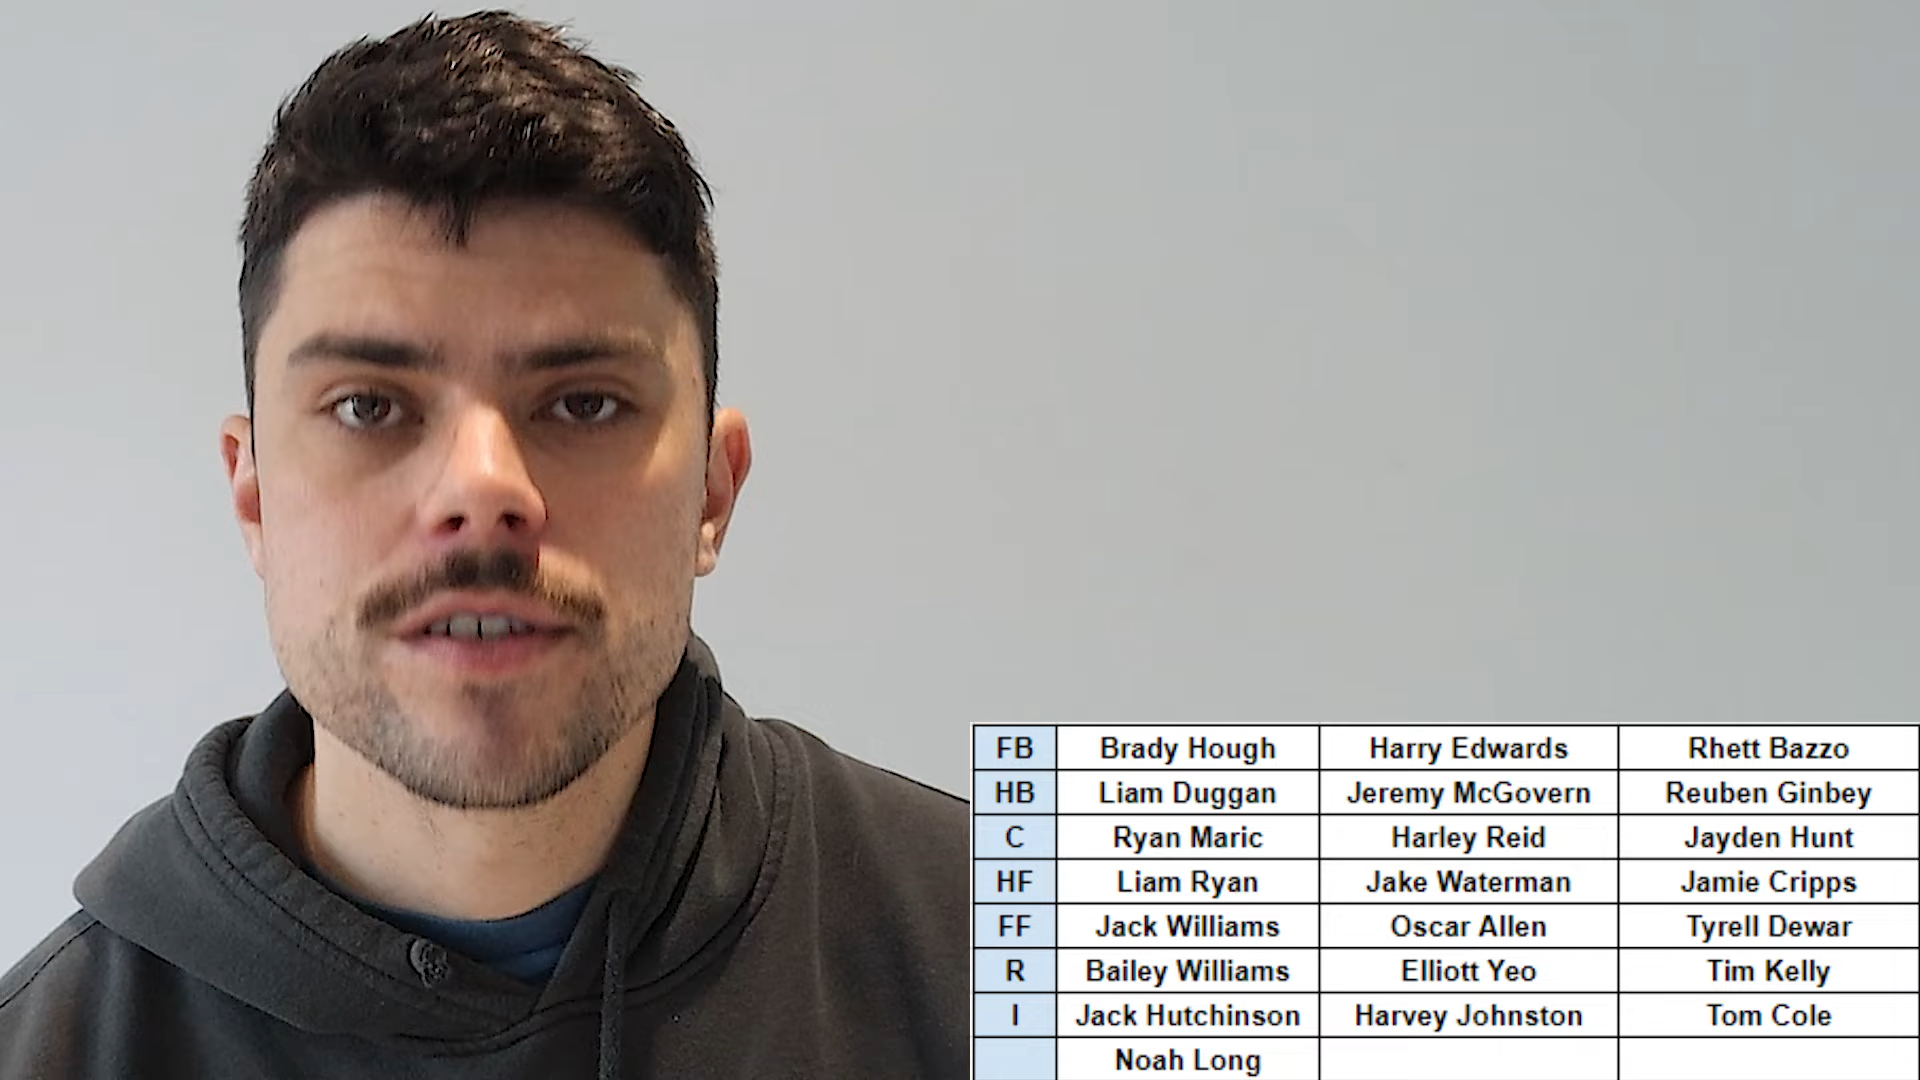 FB Brady Hough Harry Edwards Rhett Bazzo
HB Liam Duggan Jeremy McGovern Reuben Ginbey
C Ryan Maric Harley Reid Jayden Hunt
HF Liam Ryan Jake Waterman Jamie Cripps
FF Jack Williams Oscar Allen Tyrell Dewar
R Bailey Williams Elliott Yeo Tim Kelly
I Jack Hutchinson Harvey Johnston Tom Cole
Noah Long